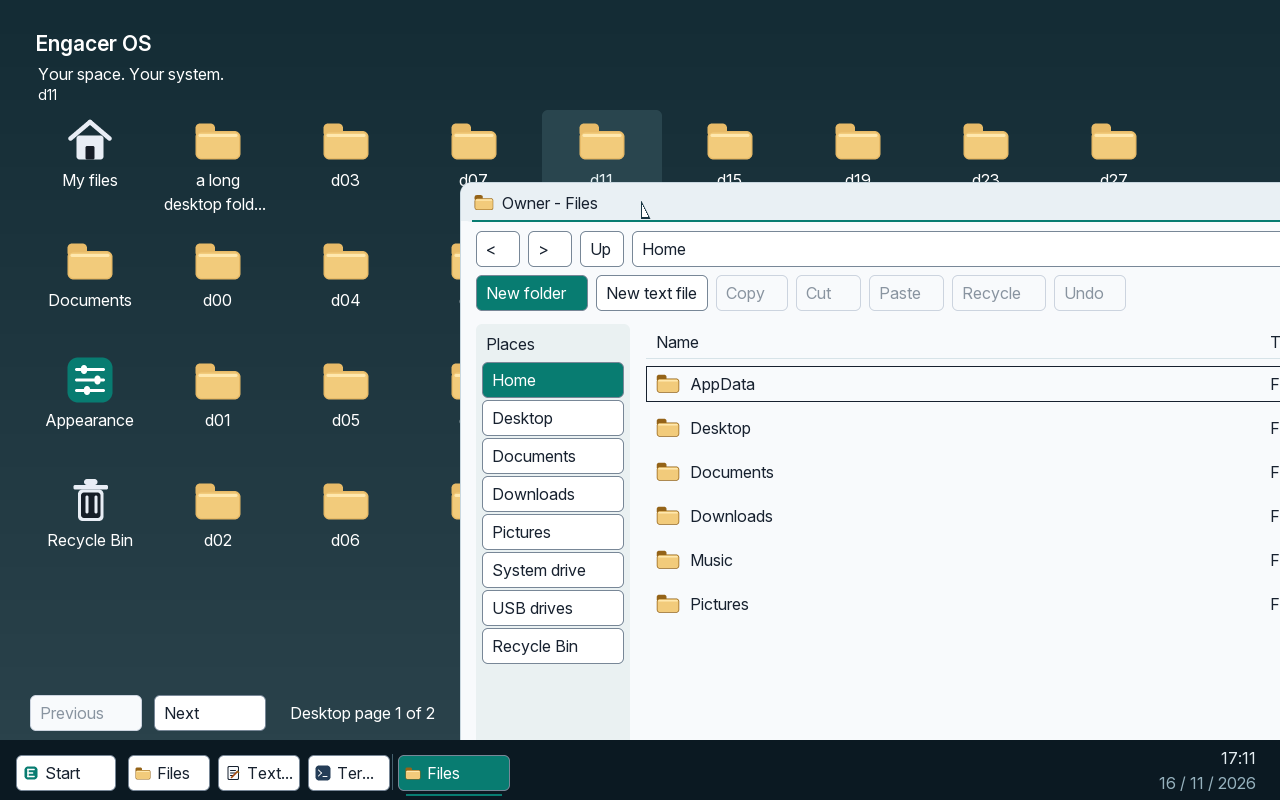 Engacer OS
Your space. Your system.
d11
My files
a long
desktop fold...
d03
d07
d11
d15
d19
d23
d27
Documents
d00
d04
Appearance
d01
d05
Recycle Bin
d02
d06
Owner - Files
< > Up Home
New folder New text file Copy Cut Paste Recycle Undo
Places
Home
Desktop
Documents
Downloads
Pictures
System drive
USB drives
Recycle Bin
Name T
AppData F
Desktop F
Documents F
Downloads F
Music F
Pictures F
Previous Next Desktop page 1 of 2
Start Files Text... Ter... Files
17:11
16 / 11 / 2026